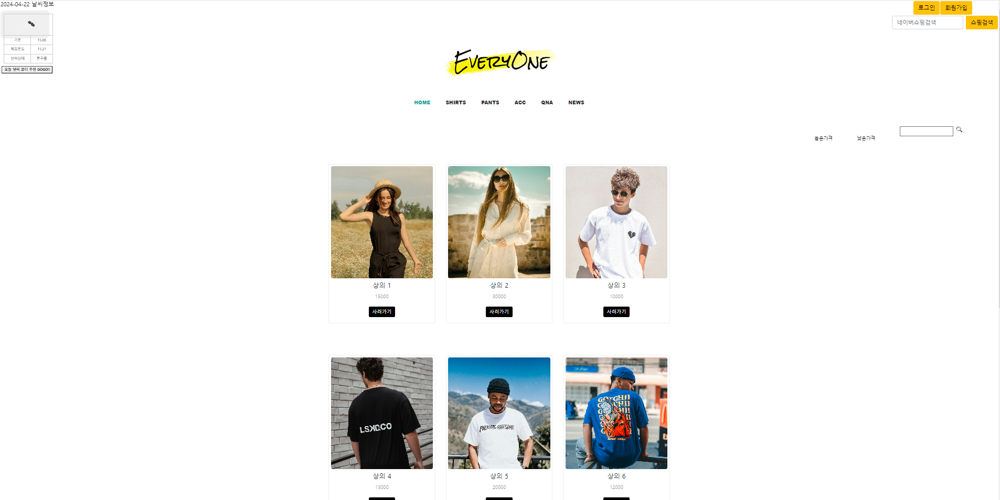 2024-04-22 날씨정보
로그인 회원가입
네이버쇼핑검색 쇼핑검색
기온 15.88
체감온도 15.27
날씨상태 튼구름
오늘 날씨 코디 추천 GOGO!!
EVERYONE
HOME SHIRTS PANTS ACC QNA NEWS
높은가격 낮은가격
상의 1 상의 2 상의 3
15000 30000 10000
사러가기 사러가기 사러가기
LSKD.CO
FUCKING AWESOME
GOTCH11
GOTCH11
GOTCH11
상의 4 상의 5 상의 6
13000 20000 12000